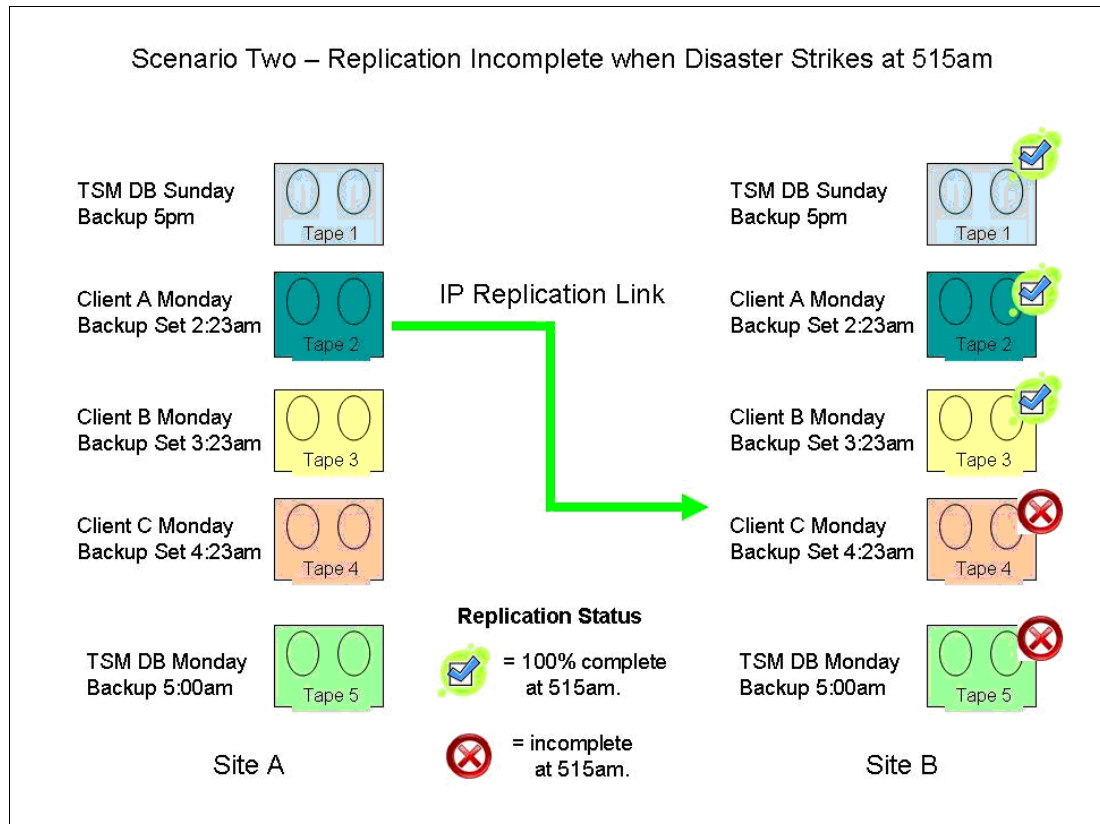 Scenario Two – Replication Incomplete when Disaster Strikes at 515am
TSM DB Sunday
Backup 5pm
Tape 1
Client A Monday
Backup Set 2:23am
Tape 2
Client B Monday
Backup Set 3:23am
Tape 3
Client C Monday
Backup Set 4:23am
Tape 4
TSM DB Monday
Backup 5:00am
Tape 5
Site A
IP Replication Link
Replication Status
= 100% complete
at 515am.
= incomplete
at 515am.
TSM DB Sunday
Backup 5pm
Tape 1
Client A Monday
Backup Set 2:23am
Tape 2
Client B Monday
Backup Set 3:23am
Tape 3
Client C Monday
Backup Set 4:23am
Tape 4
TSM DB Monday
Backup 5:00am
Tape 5
Site B